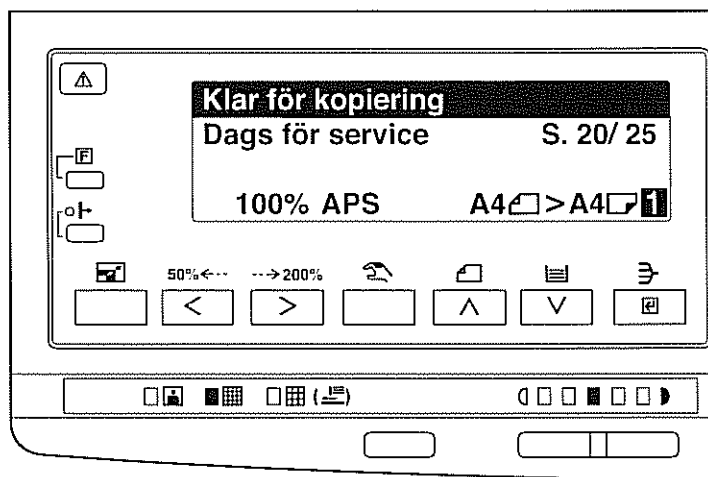 Klar för kopiering
Dags för service S. 20/ 25
100% APS A4 > A4 1
F
50% ←-- --→ 200%